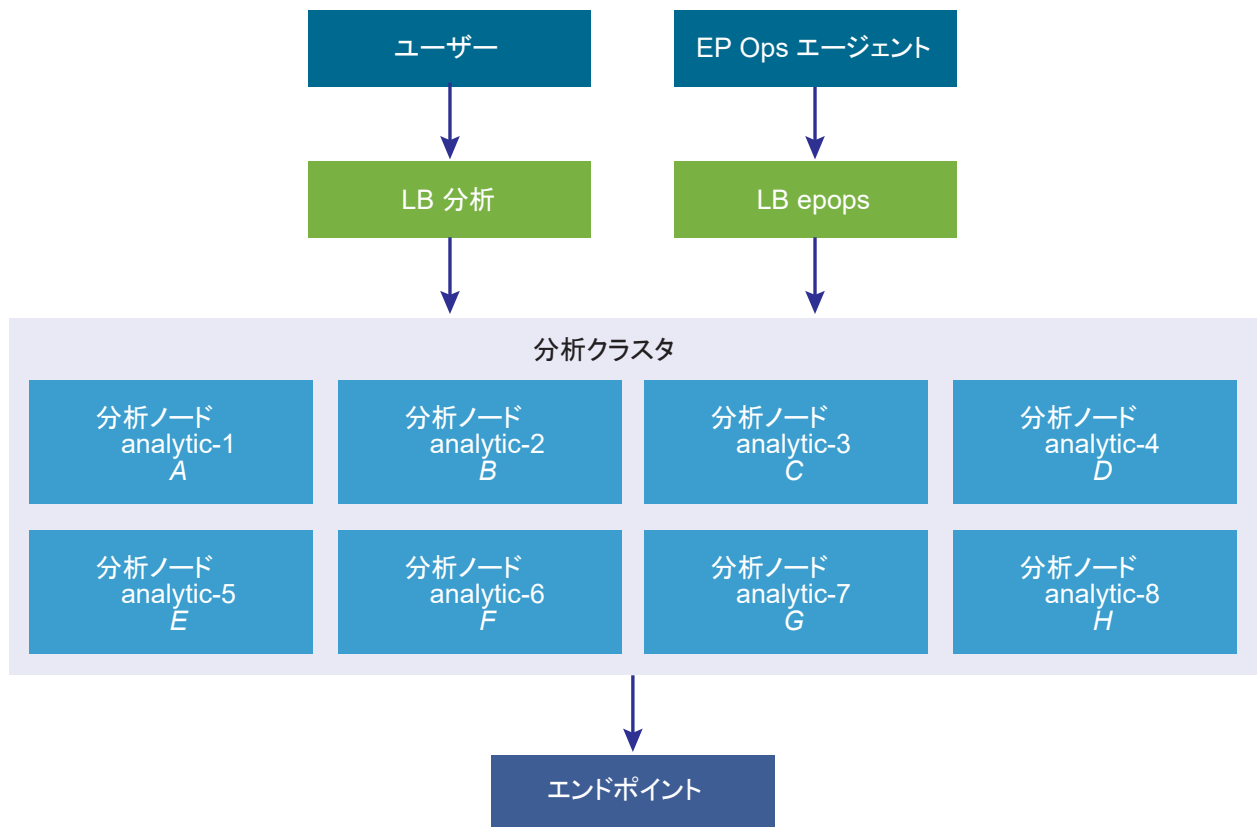 ユーザー
EP Ops エージェント
LB 分析
LB epops
分析クラスタ
分析ノード
analytic-1
A
分析ノード
analytic-2
B
分析ノード
analytic-3
C
分析ノード
analytic-4
D
分析ノード
analytic-5
E
分析ノード
analytic-6
F
分析ノード
analytic-7
G
分析ノード
analytic-8
H
エンドポイント